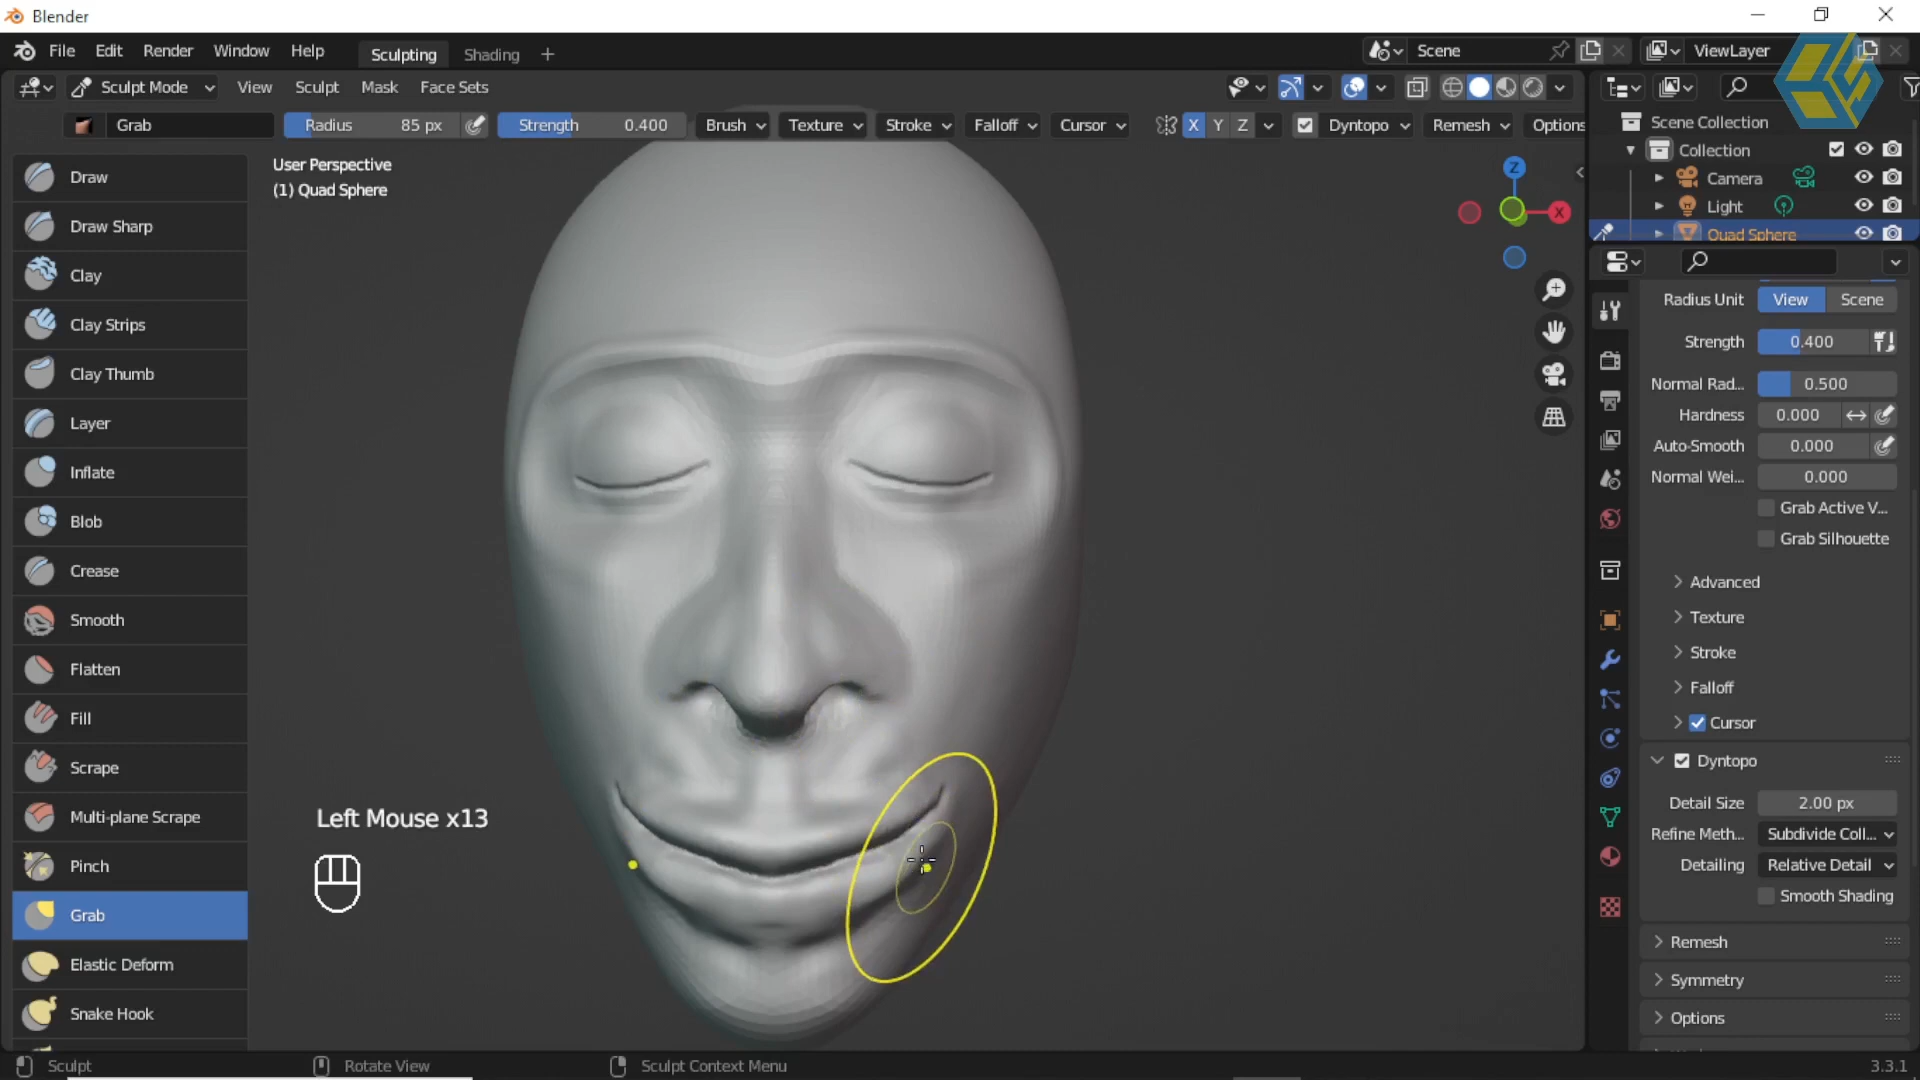 Blender
File Edit Render Window Help Sculpting Shading + Scene ViewLayer
Sculpt Mode View Sculpt Mask Face Sets
Grab Radius 85 px Strength 0.400 Brush Texture Stroke Falloff Cursor X Y Z Dyntopo Remesh Options
User Perspective
(1) Quad Sphere
Z
X
Draw
Draw Sharp
Clay
Clay Strips
Clay Thumb
Layer
Inflate
Blob
Crease
Smooth
Flatten
Fill
Scrape
Multi-plane Scrape
Pinch
Grab
Elastic Deform
Snake Hook
Left Mouse x13
Scene Collection
Collection
Camera
Light
Quad Sphere
Radius Unit View Scene
Strength 0.400
Normal Rad... 0.500
Hardness 0.000
Auto-Smooth 0.000
Normal Wei... 0.000
Grab Active V...
Grab Silhouette
Advanced
Texture
Stroke
Falloff
Cursor
Dyntopo
Detail Size 2.00 px
Refine Meth... Subdivide Coll...
Detailing Relative Detail
Smooth Shading
Remesh
Symmetry
Options
Sculpt Rotate View Sculpt Context Menu 3.3.1